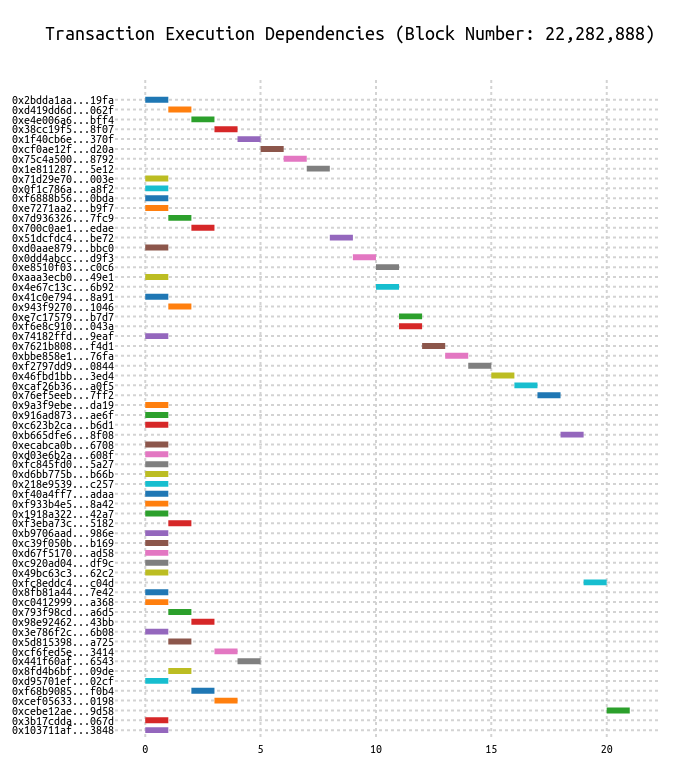 Transaction Execution Dependencies (Block Number: 22,282,888)
0x2bdda1aa...19fa
0xd419dd6d...062f
0xe4e006a6...bff4
0x38cc19f5...8f07
0x1f40cb6e...370f
0xcf0ae12f...d20a
0x75c4a500...8792
0x1e811287...5e12
0x71d29e70...003e
0x0f1c786a...a8f2
0xf6888b56...0bda
0xe7271aa2...b9f7
0x7d936326...7fc9
0x700c0ae1...edae
0x51dcfdc4...be72
0xd0aae879...bbc0
0x0dd4abcc...d9f3
0xe8510f03...c0c6
0xaaa3ecb0...49e1
0x4e67c13c...6b92
0x41c0e794...8a91
0x943f9270...1046
0xe7c17579...b7d7
0xf6e8c910...043a
0x74182ffd...9eaf
0x7621b808...f4d1
0xbbe858e1...76fa
0xf2797dd9...0844
0x46fbd1bb...3ed4
0xcaf26b36...a0f5
0x76ef5eeb...7ff2
0x9a3f9ebe...da19
0x916ad873...ae6f
0xc623b2ca...b6d1
0xb665dfe6...8f08
0xecabca0b...6708
0xd03e6b2a...608f
0xfc845fd0...5a27
0xd6bb775b...b66b
0x218e9539...c257
0xf40a4ff7...adaa
0xf933b4e5...8a42
0x1918a322...42a7
0xf3eba73c...5182
0xb9706aad...986e
0xc39f050b...b169
0xd67f5170...ad58
0xc920ad04...df9c
0x49bc63c3...62c2
0xfc8eddc4...c04d
0x8fb81a44...7e42
0xc0412999...a368
0x793f98cd...a6d5
0x98e92462...43bb
0x3e786f2c...6b08
0x5d815398...a725
0xcf6fed5e...3414
0x441f60af...6543
0x8fd4b6bf...09de
0xd95701ef...02cf
0xf68b9085...f0b4
0xcef05633...0198
0xcebe12ae...9d58
0x3b17cdda...067d
0x103711af...3848
0 5 10 15 20